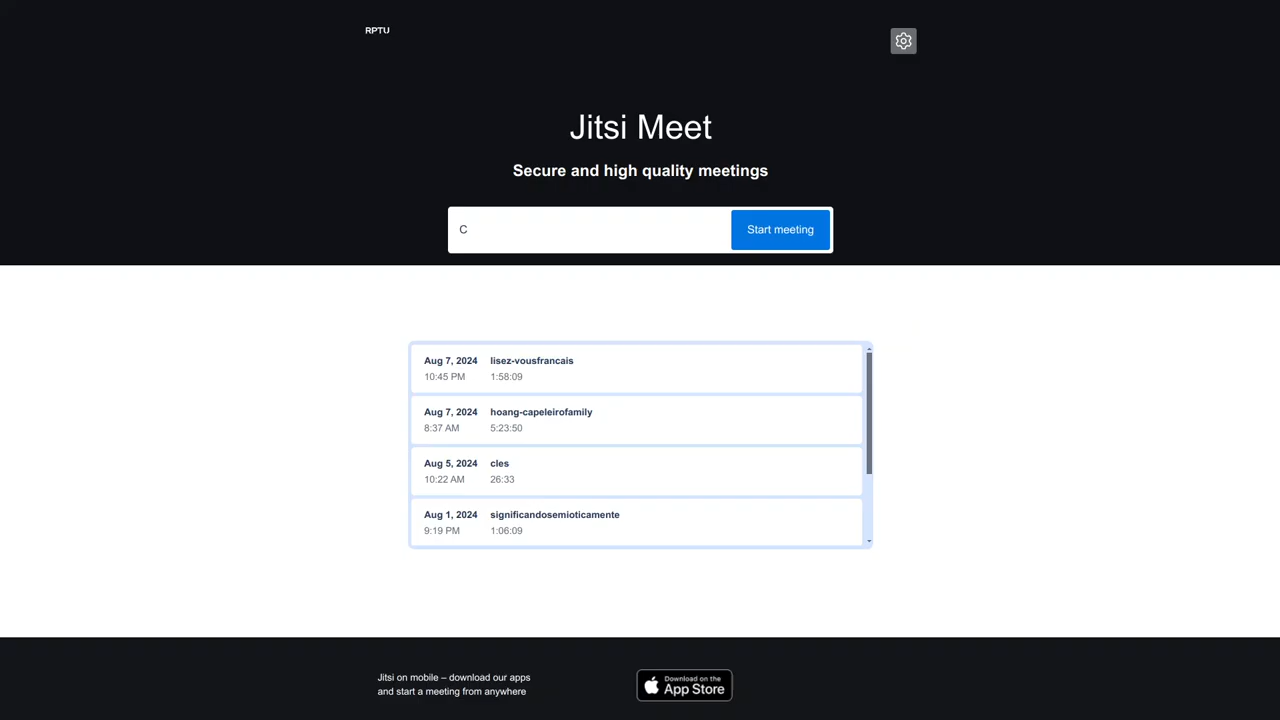 RPTU
Jitsi Meet
Secure and high quality meetings
C
Start meeting
Aug 7, 2024 lisez-vousfrancais
10:45 PM 1:58:09
Aug 7, 2024 hoang-capeleirofamily
8:37 AM 5:23:50
Aug 5, 2024 cles
10:22 AM 26:33
Aug 1, 2024 significandosemioticamente
9:19 PM 1:06:09
Jitsi on mobile – download our apps
and start a meeting from anywhere
Download on the
App Store